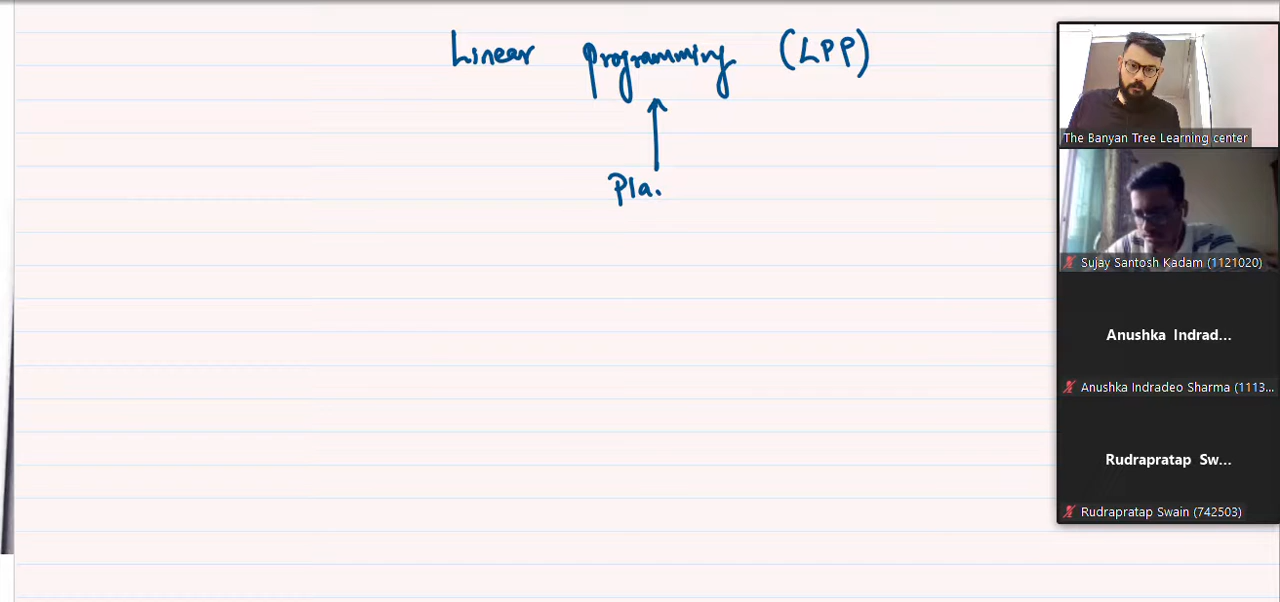 Linear programming (LPP)
Pla.
The Banyan Tree Learning center
Sujay Santosh Kadam (1121020)
Anushka Indrad...
Anushka Indradeo Sharma (1113...
Rudrapratap Sw...
Rudrapratap Swain (742503)